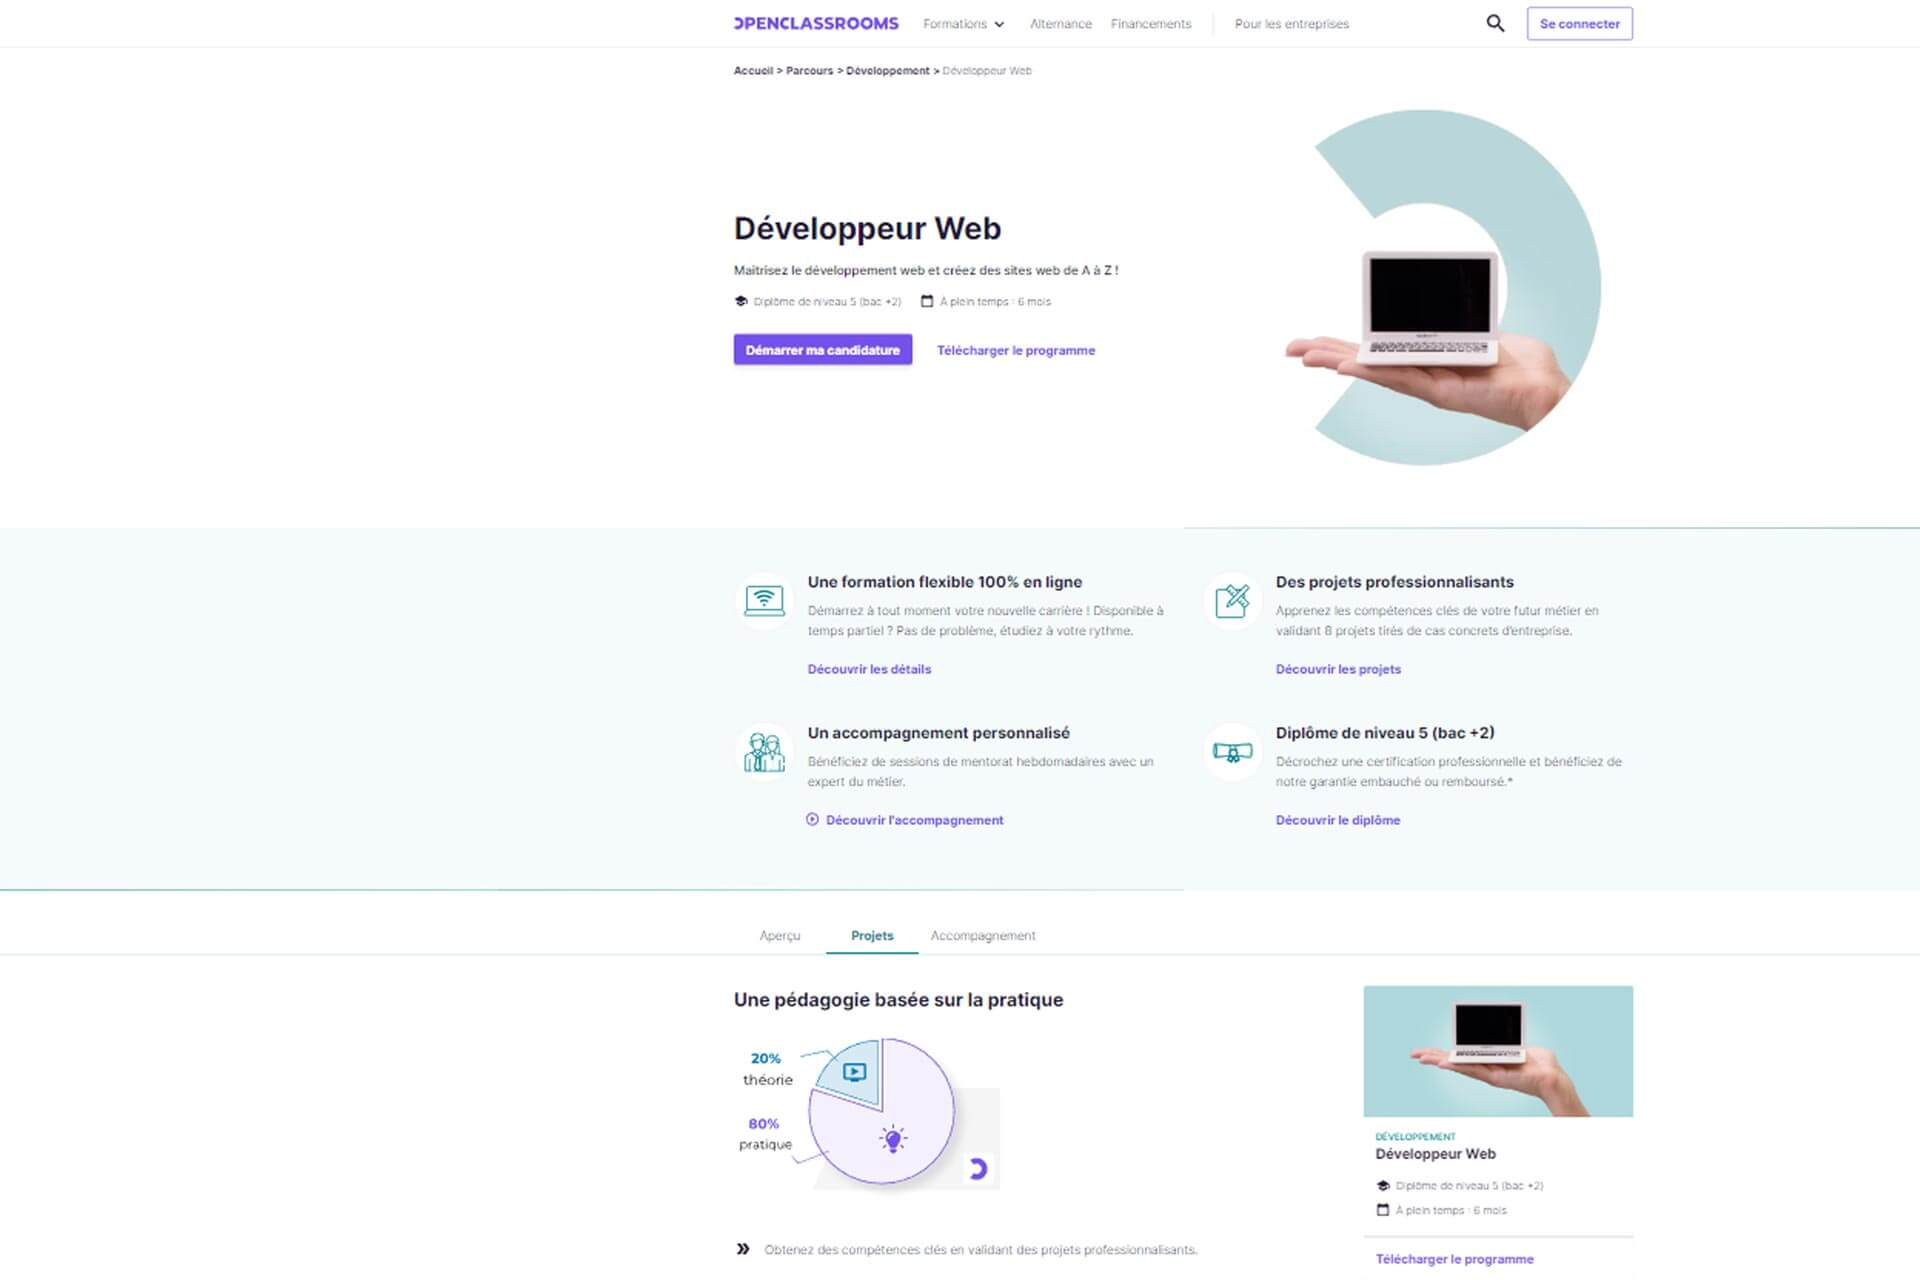 OPENCLASSROOMS Formations Alternance Financements Pour les entreprises Se connecter
Accueil > Parcours > Développement > Développeur Web
Développeur Web
Maîtrisez le développement web et créez des sites web de A à Z !
Diplôme de niveau 5 (bac +2) À plein temps : 6 mois
Démarrer ma candidature Télécharger le programme
Une formation flexible 100% en ligne
Démarrez à tout moment votre nouvelle carrière ! Disponible à
temps partiel ? Pas de problème, étudiez à votre rythme.
Découvrir les détails
Des projets professionnalisants
Apprenez les compétences clés de votre futur métier en
validant 8 projets tirés de cas concrets d'entreprise.
Découvrir les projets
Un accompagnement personnalisé
Bénéficiez de sessions de mentorat hebdomadaires avec un
expert du métier.
Découvrir l'accompagnement
Diplôme de niveau 5 (bac +2)
Décrochez une certification professionnelle et bénéficiez de
notre garantie embauché ou remboursé.*
Découvrir le diplôme
Aperçu Projets Accompagnement
Une pédagogie basée sur la pratique
20%
théorie
80%
pratique
Obtenez des compétences clés en validant des projets professionnalisants.
DÉVELOPPEMENT
Développeur Web
Diplôme de niveau 5 (bac +2)
À plein temps : 6 mois
Télécharger le programme